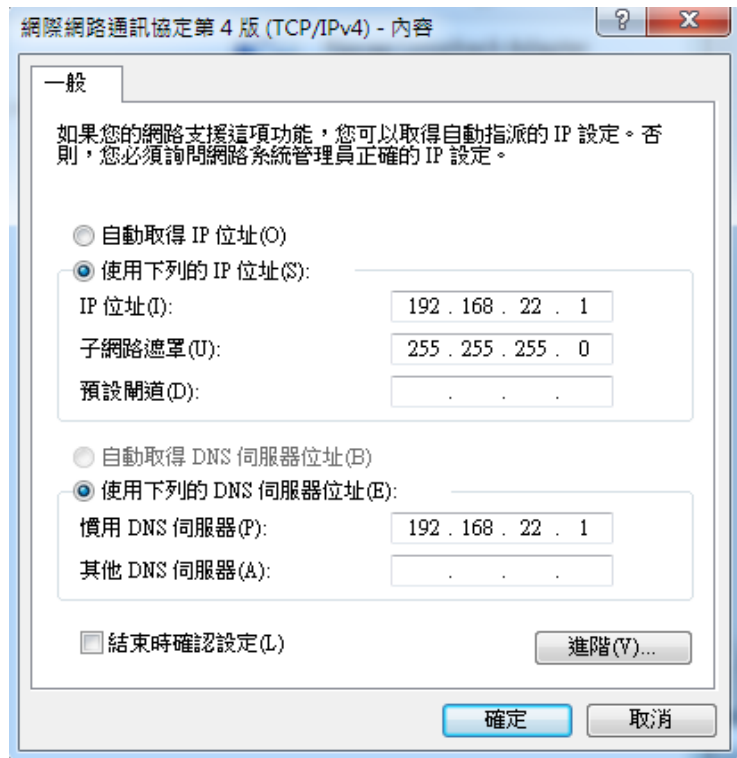 網際網路通訊協定第 4 版 (TCP/IPv4) - 內容
一般
如果您的網路支援這項功能，您可以取得自動指派的 IP 設定。否
則，您必須詢問網路系統管理員正確的 IP 設定。
自動取得 IP 位址(O)
使用下列的 IP 位址(S):
IP 位址(I): 192 . 168 . 22 . 1
子網路遮罩(U): 255 . 255 . 255 . 0
預設閘道(D): . . .
自動取得 DNS 伺服器位址(B)
使用下列的 DNS 伺服器位址(E):
慣用 DNS 伺服器(P): 192 . 168 . 22 . 1
其他 DNS 伺服器(A): . . .
結束時確認設定(L)
進階(V)...
確定 取消